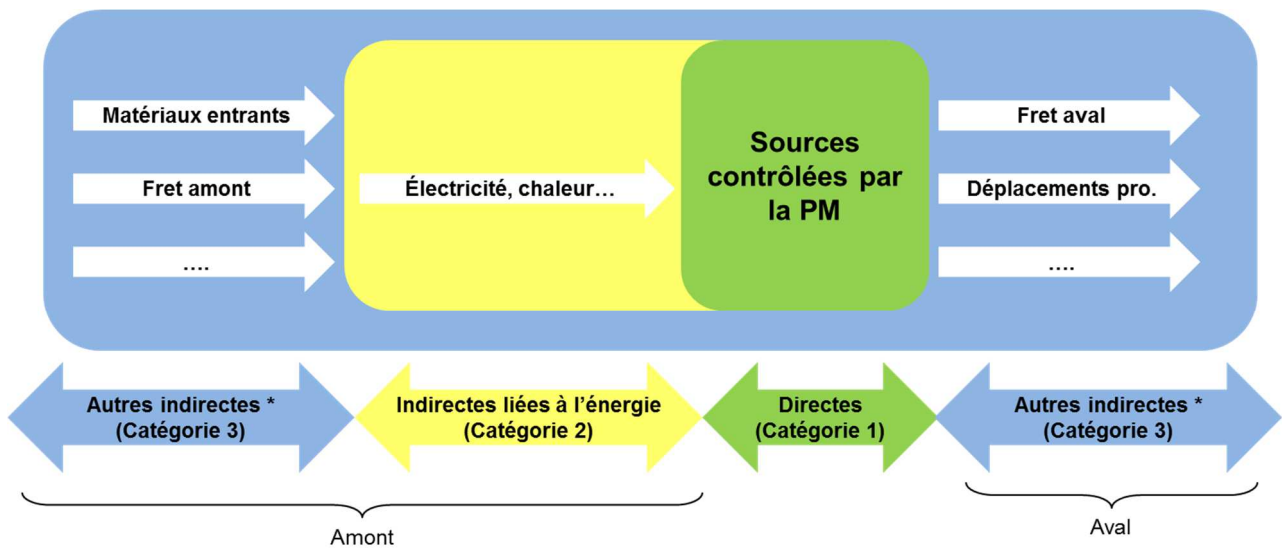 Matériaux entrants
Fret amont
....
Électricité, chaleur…
Sources
contrôlées par
la PM
Fret aval
Déplacements pro.
....
Autres indirectes *
(Catégorie 3)
Indirectes liées à l’énergie
(Catégorie 2)
Directes
(Catégorie 1)
Autres indirectes *
(Catégorie 3)
Amont
Aval